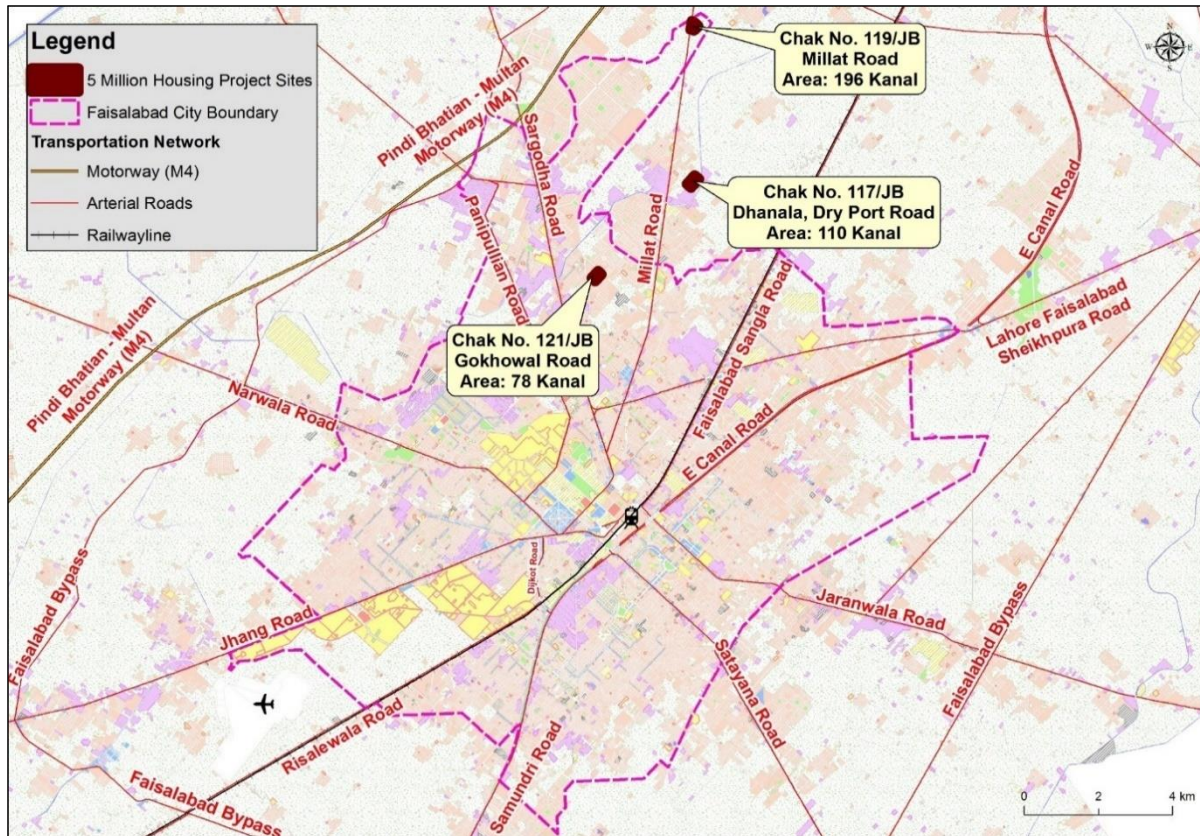 Legend
5 Million Housing Project Sites
Faisalabad City Boundary
Transportation Network
Motorway (M4)
Arterial Roads
Railwayline
Chak No. 119/JB
Millat Road
Area: 196 Kanal
N
W
E
S
Pindi Bhatian - Multan
Motorway (M4)
Sargodha Road
Panipullian Road
Millat Road
Chak No. 117/JB
Dhanala, Dry Port Road
Area: 110 Kanal
E Canal Road
Chak No. 121/JB
Gokhowal Road
Area: 78 Kanal
Faisalabad Sangla Road
Lahore Faisalabad
Sheikhpura Road
Pindi Bhatian - Multan
Motorway (M4)
Narwala Road
E Canal Road
Dijkot Road
Faisalabad Bypass
Jhang Road
Jaranwala Road
Faisalabad Bypass
Satayana Road
Risalewala Road
Samundri Road
Faisalabad Bypass
0 2 4 km